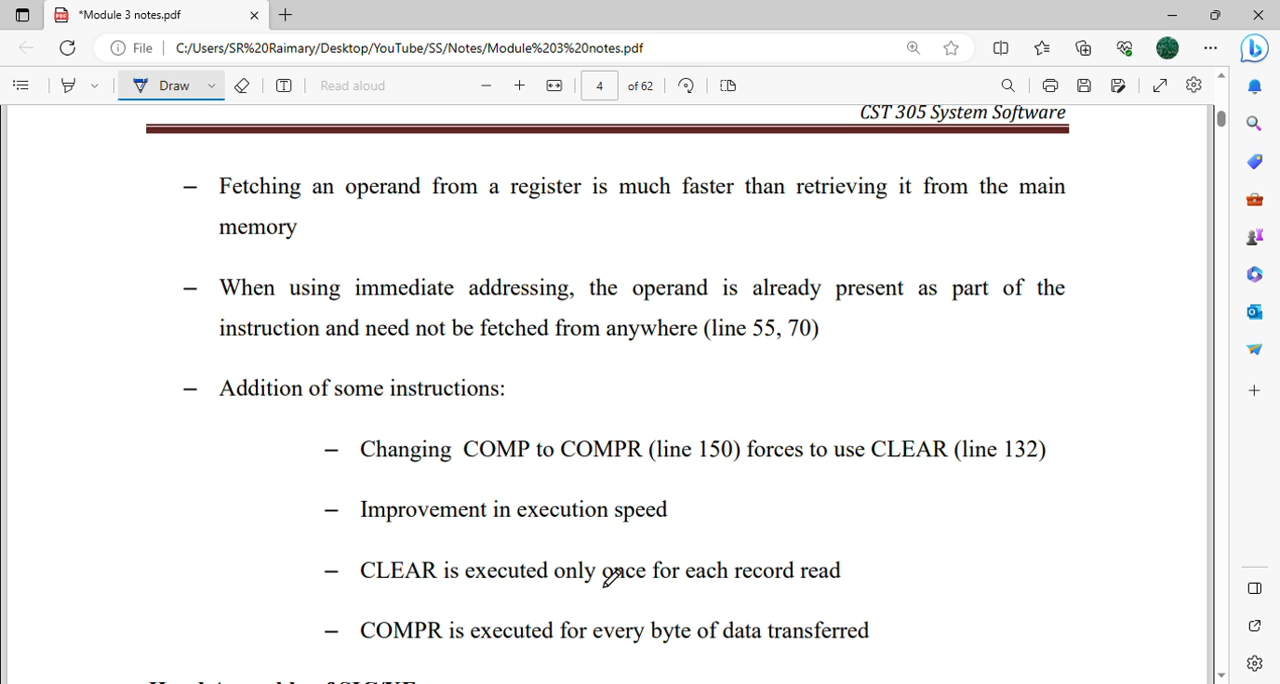 *Module 3 notes.pdf
File C:/Users/SR%20Raimary/Desktop/YouTube/SS/Notes/Module%203%20notes.pdf
Draw Read aloud 4 of 62
CST 305 System Software
– Fetching an operand from a register is much faster than retrieving it from the main
memory
– When using immediate addressing, the operand is already present as part of the
instruction and need not be fetched from anywhere (line 55, 70)
– Addition of some instructions:
– Changing COMP to COMPR (line 150) forces to use CLEAR (line 132)
– Improvement in execution speed
– CLEAR is executed only once for each record read
– COMPR is executed for every byte of data transferred